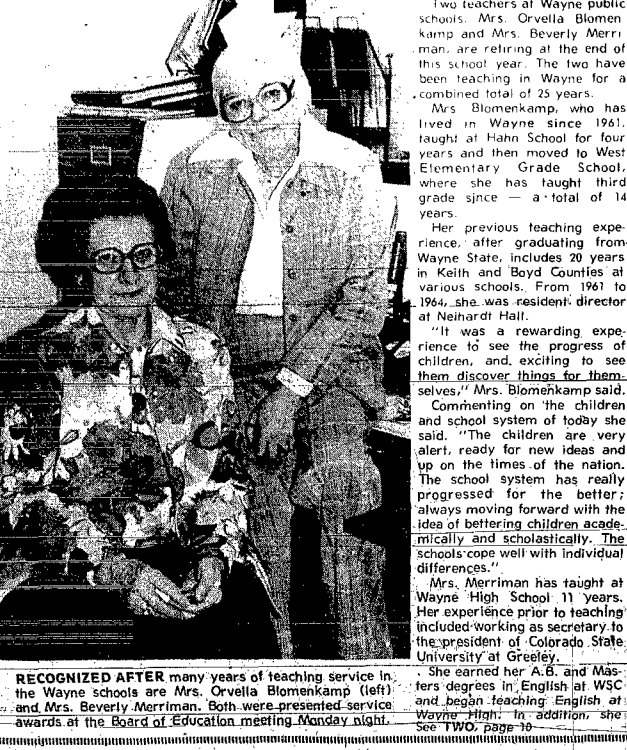 Two teachers at Wayne public
schools, Mrs. Orvella Blomen
kamp and Mrs. Beverly Merri
man, are retiring at the end of
this school year. The two have
been teaching in Wayne for a
combined total of 25 years.
Mrs Blomenkamp, who has
lived in Wayne since 1961,
taught at Hahn School for four
years and then moved to West
Elementary Grade School,
where she has taught third
grade since — a total of 14
years.
Her previous teaching expe-
rience, after graduating from
Wayne State, includes 20 years
in Keith and Boyd Counties at
various schools. From 1961 to
1964, she was resident director
at Neihardt Hall.
"It was a rewarding expe-
rience to see the progress of
children, and exciting to see
them discover things for them-
selves," Mrs. Blomenkamp said.
Commenting on the children
and school system of today she
said, "The children are very
alert, ready for new ideas and
up on the times of the nation.
The school system has really
progressed for the better;
always moving forward with the
idea of bettering children acade-
mically and scholastically. The
schools cope well with individual
differences."
Mrs. Merriman has taught at
Wayne High School 11 years.
Her experience prior to teaching
included working as secretary to
the president of Colorado State
University at Greeley.
She earned her A.B. and Mas-
ters degrees in English at WSC
and began teaching English at
Wayne High. In addition, she
See TWO, page 10
RECOGNIZED AFTER many years of teaching service in
the Wayne schools are Mrs. Orvella Blomenkamp (left)
and Mrs. Beverly Merriman. Both were presented service
awards at the Board of Education meeting Monday night.